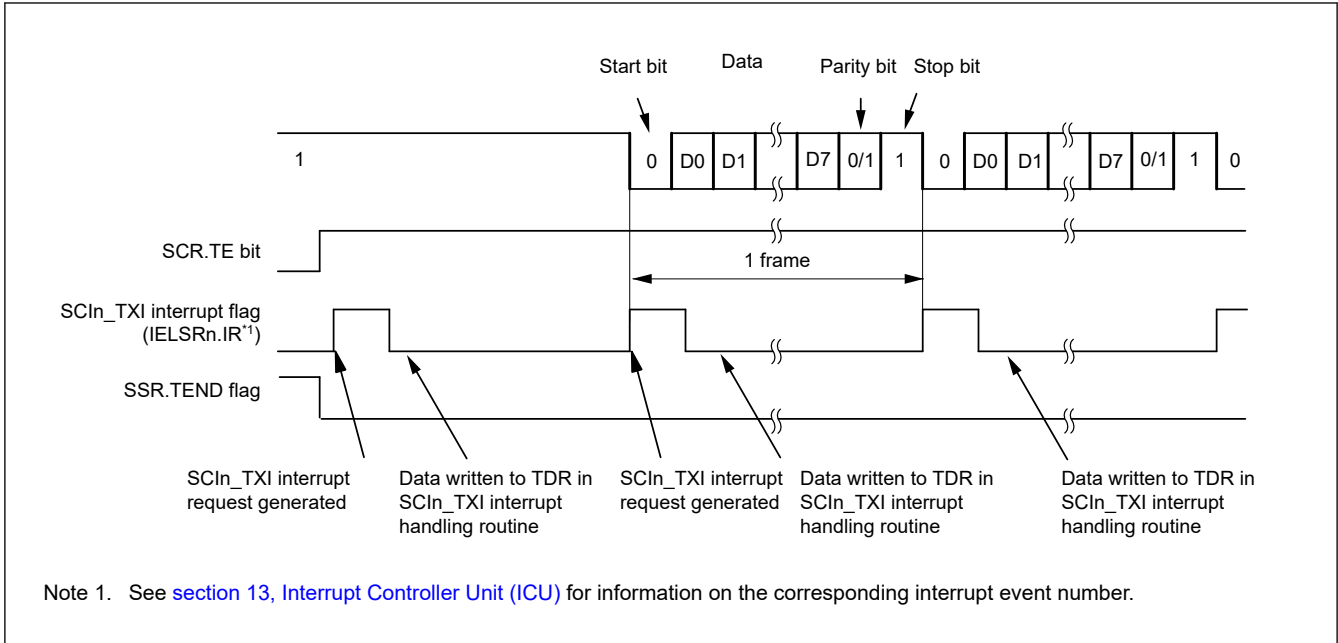 Start bit
Data
Parity bit
Stop bit
1
0
D0
D1
D7
0/1
1
0
D0
D1
D7
0/1
1
0
SCR.TE bit
1 frame
SCIn_TXI interrupt flag
(IELSRn.IR*1)
SSR.TEND flag
SCIn_TXI interrupt
request generated
Data written to TDR in
SCIn_TXI interrupt
handling routine
SCIn_TXI interrupt
request generated
Data written to TDR in
SCIn_TXI interrupt
handling routine
Data written to TDR in
SCIn_TXI interrupt
handling routine
Note 1. See section 13, Interrupt Controller Unit (ICU) for information on the corresponding interrupt event number.